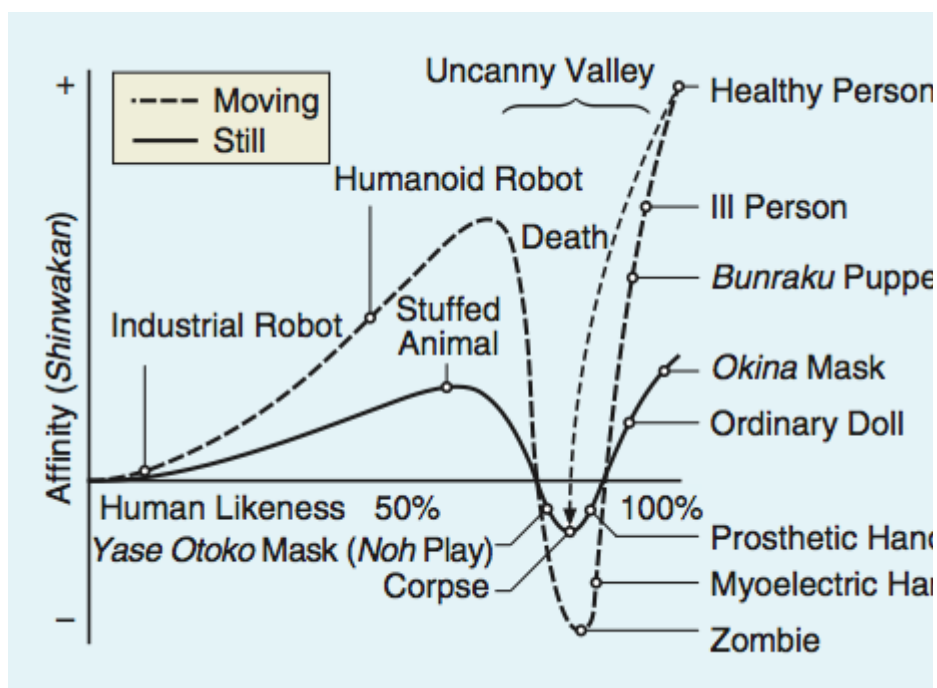 Uncanny Valley
+
Healthy Person
Moving
Still
Humanoid Robot
Ill Person
Death
Bunraku Puppe
Industrial Robot
Stuffed
Animal
Okina Mask
Ordinary Doll
Affinity (Shinwakan)
Human Likeness 50% 100%
Yase Otoko Mask (Noh Play)
Prosthetic Hand
Corpse
Myoelectric Har
−
Zombie